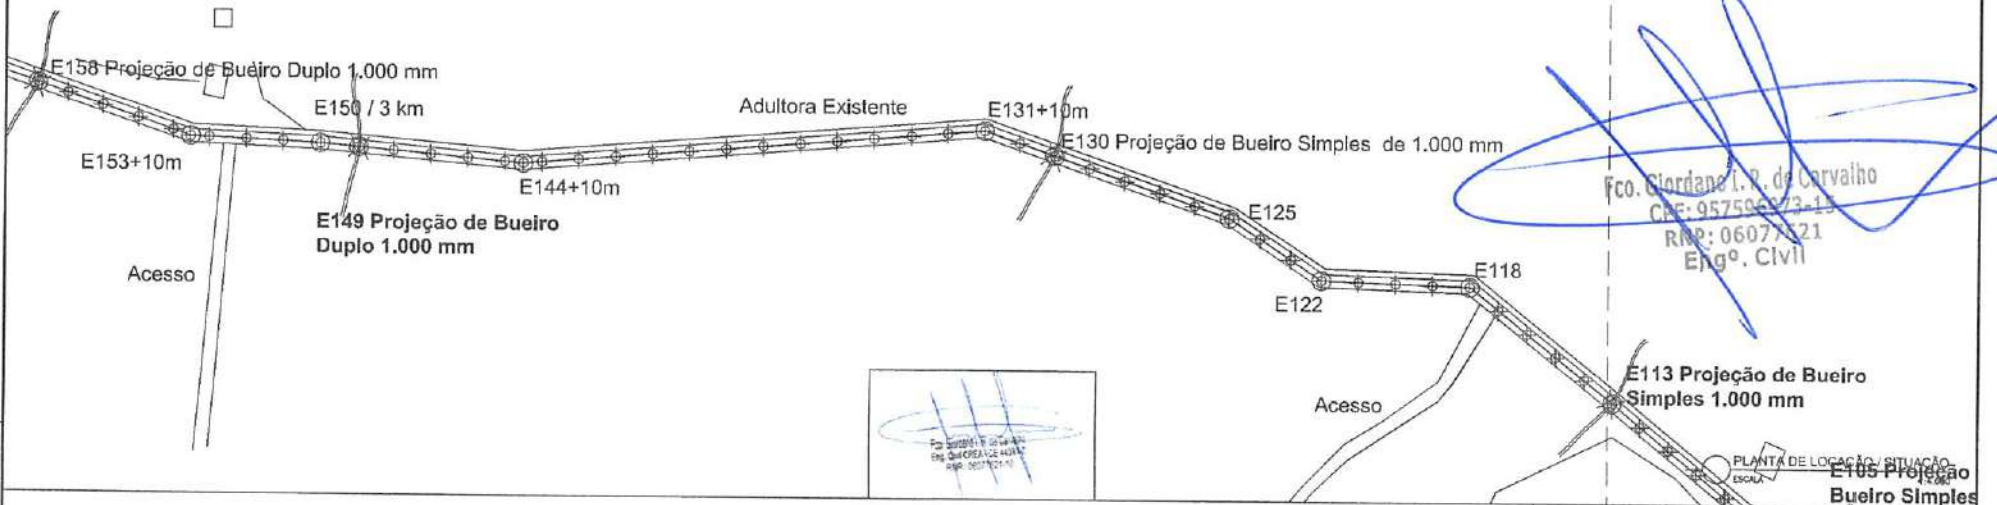 E158 Projeção de Bueiro Duplo 1.000 mm
E150 / 3 km
Adultora Existente
E131+10m
E130 Projeção de Bueiro Simples de 1.000 mm
E153+10m
E144+10m
E149 Projeção de Bueiro
Duplo 1.000 mm
Acesso
E125
E122
E118
Fco. Giordano I. R. de Carvalho
CPF:
RNP: 06077621
Engº. Civil
E113 Projeção de Bueiro
Simples 1.000 mm
Acesso
PLANTA DE LOCAÇÃO / SITUAÇÃO
ESCALA
E105 Projeção
Bueiro Simples